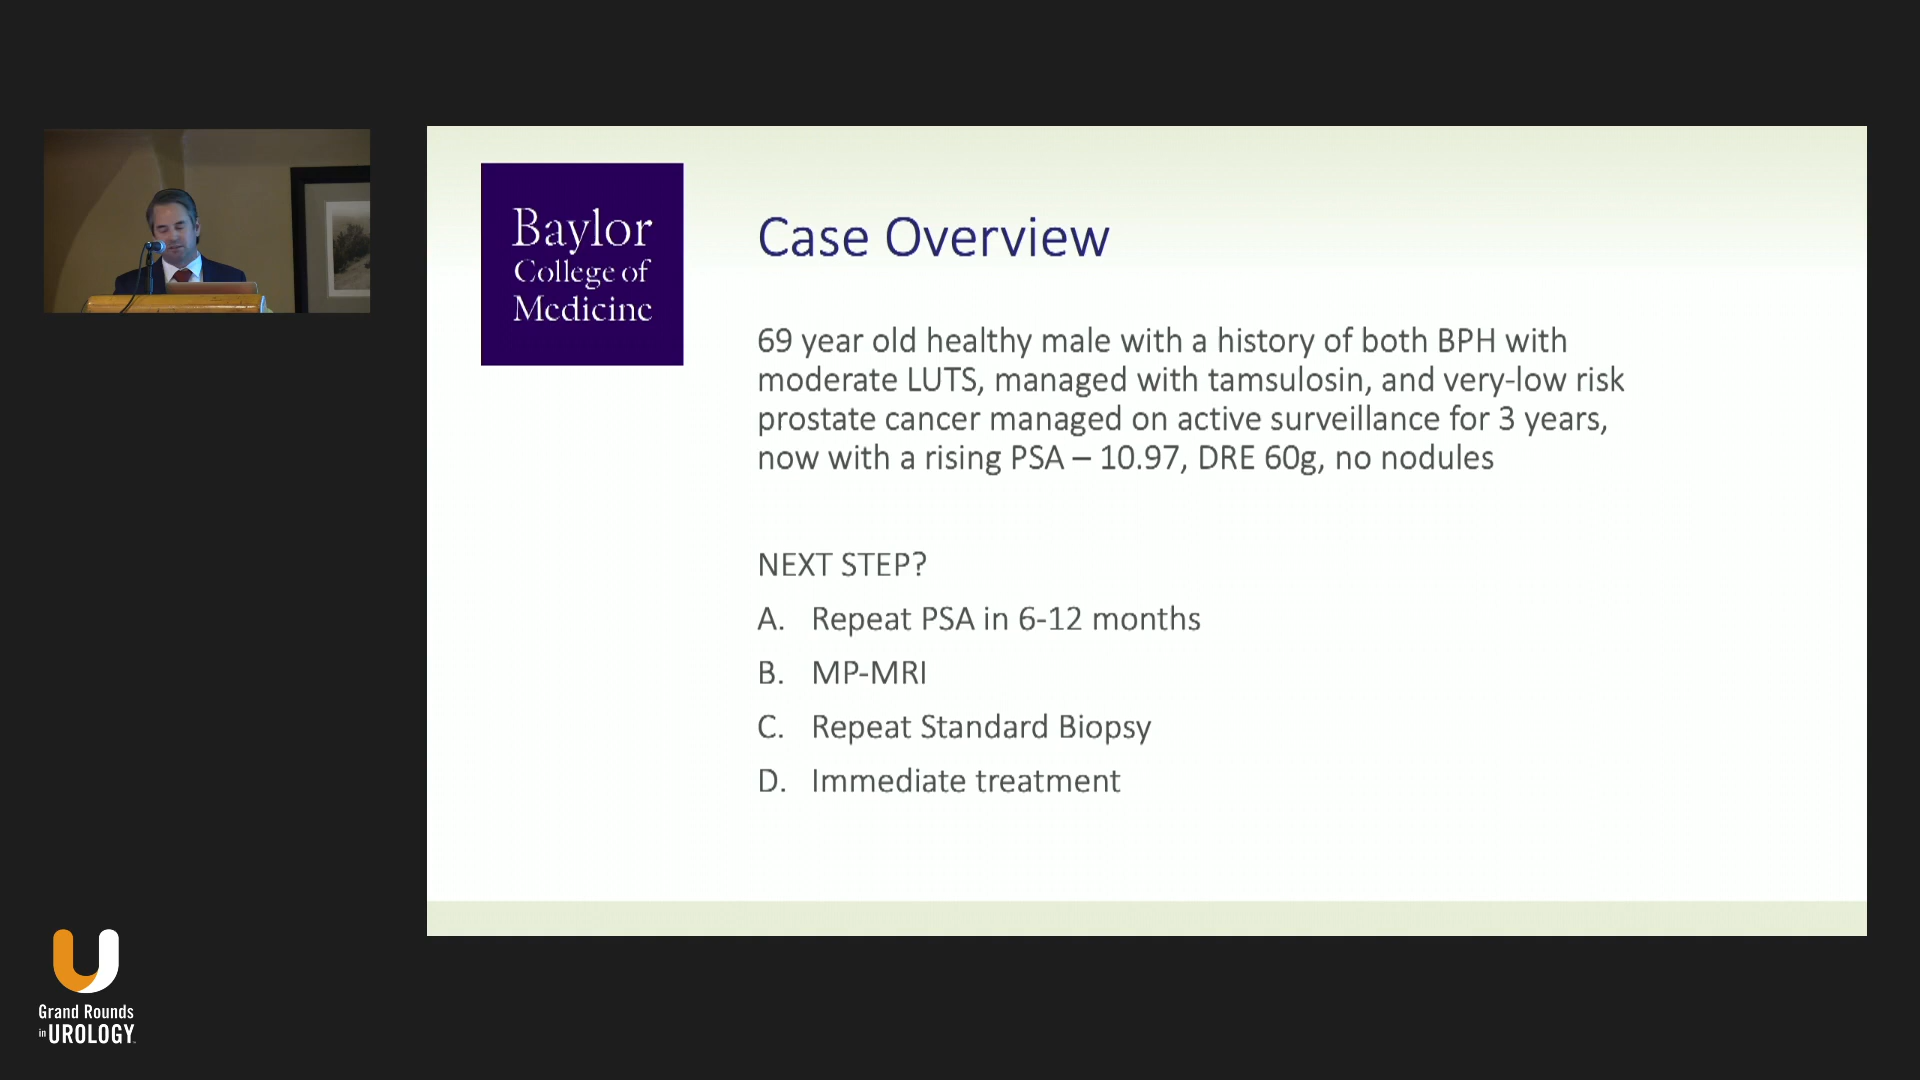 Baylor
College of
Medicine
Case Overview
69 year old healthy male with a history of both BPH with
moderate LUTS, managed with tamsulosin, and very-low risk
prostate cancer managed on active surveillance for 3 years,
now with a rising PSA – 10.97, DRE 60g, no nodules
NEXT STEP?
A. Repeat PSA in 6-12 months
B. MP-MRI
C. Repeat Standard Biopsy
D. Immediate treatment
Grand Rounds
in UROLOGY